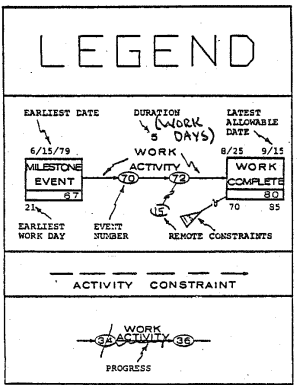 LEGEND
EARLIEST DATE
DURATION
(WORK DAYS)
LATEST
ALLOWABLE
DATE
6/15/79
5
8/25
9/15
WORK
ACTIVITY
MILESTONE
EVENT
67
70
72
WORK
COMPLETE
80
21
15
70
85
EARLIEST
WORK DAY
EVENT
NUMBER
REMOTE CONSTRAINTS
ACTIVITY CONSTRAINT
34
WORK
ACTIVITY
36
PROGRESS